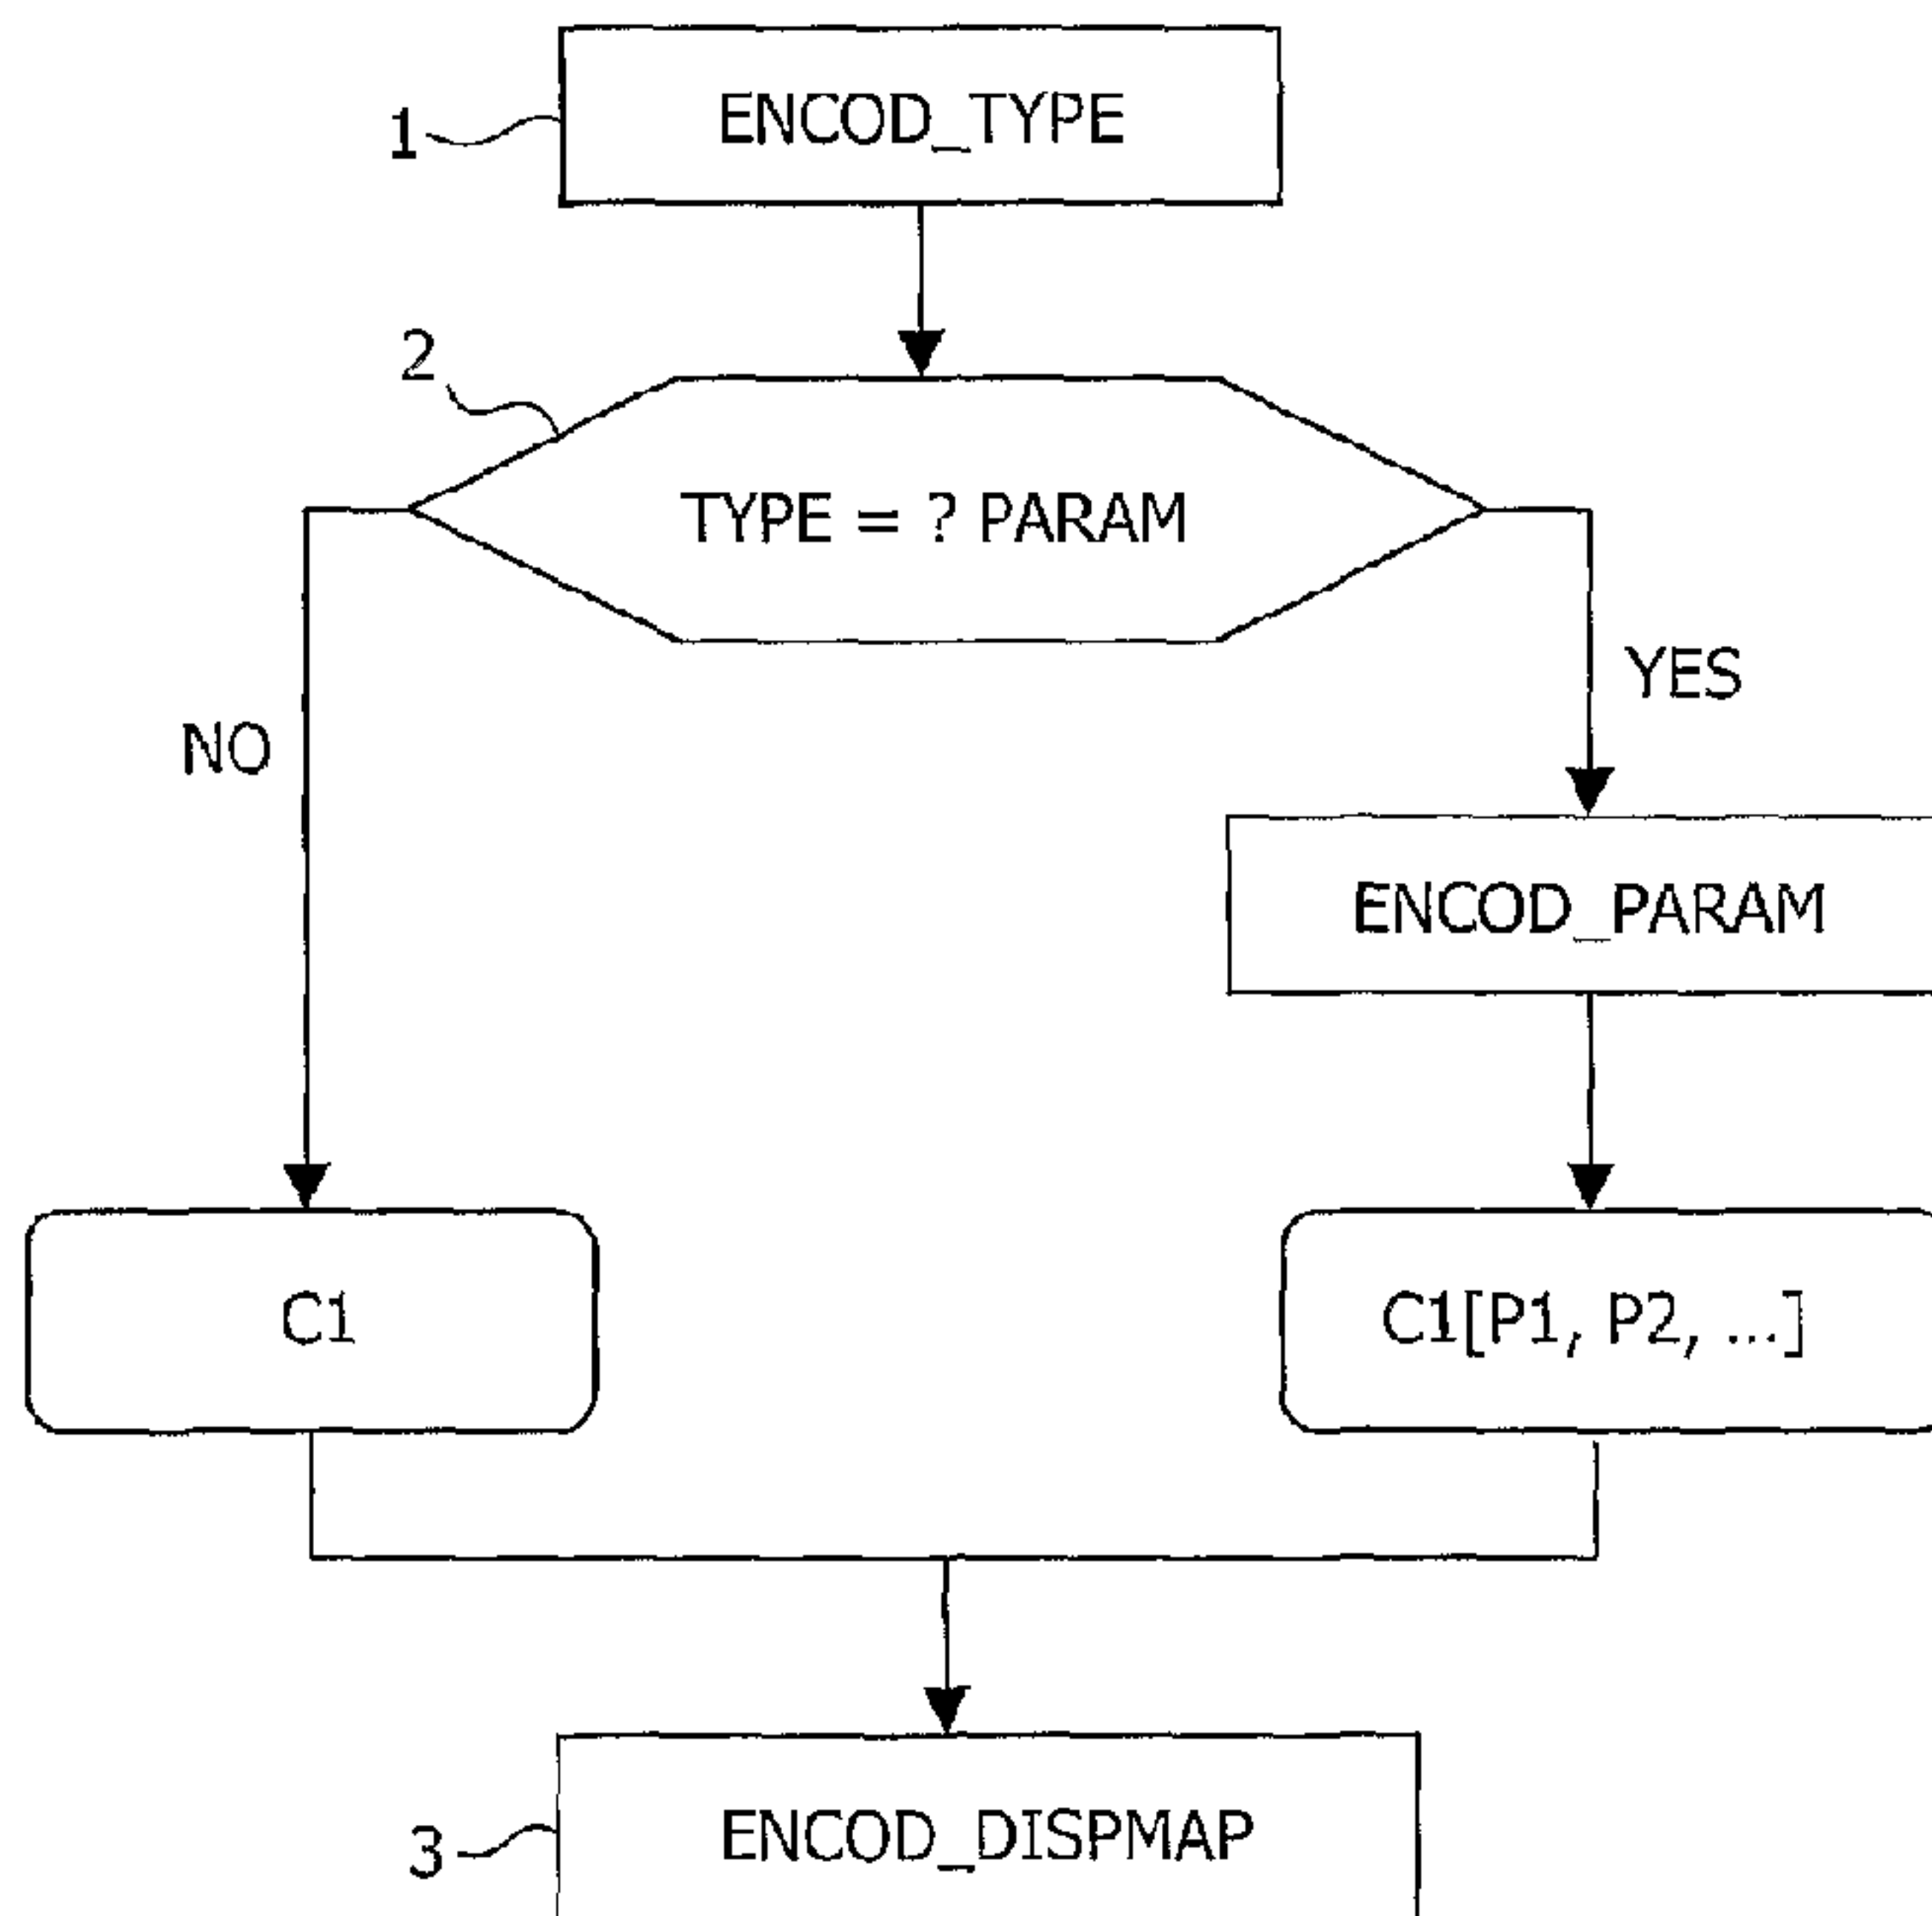 1
ENCOD_TYPE
2
TYPE = ? PARAM
NO
YES
ENCOD_PARAM
C1
C1[P1, P2, ...]
3
ENCOD_DISPMAP